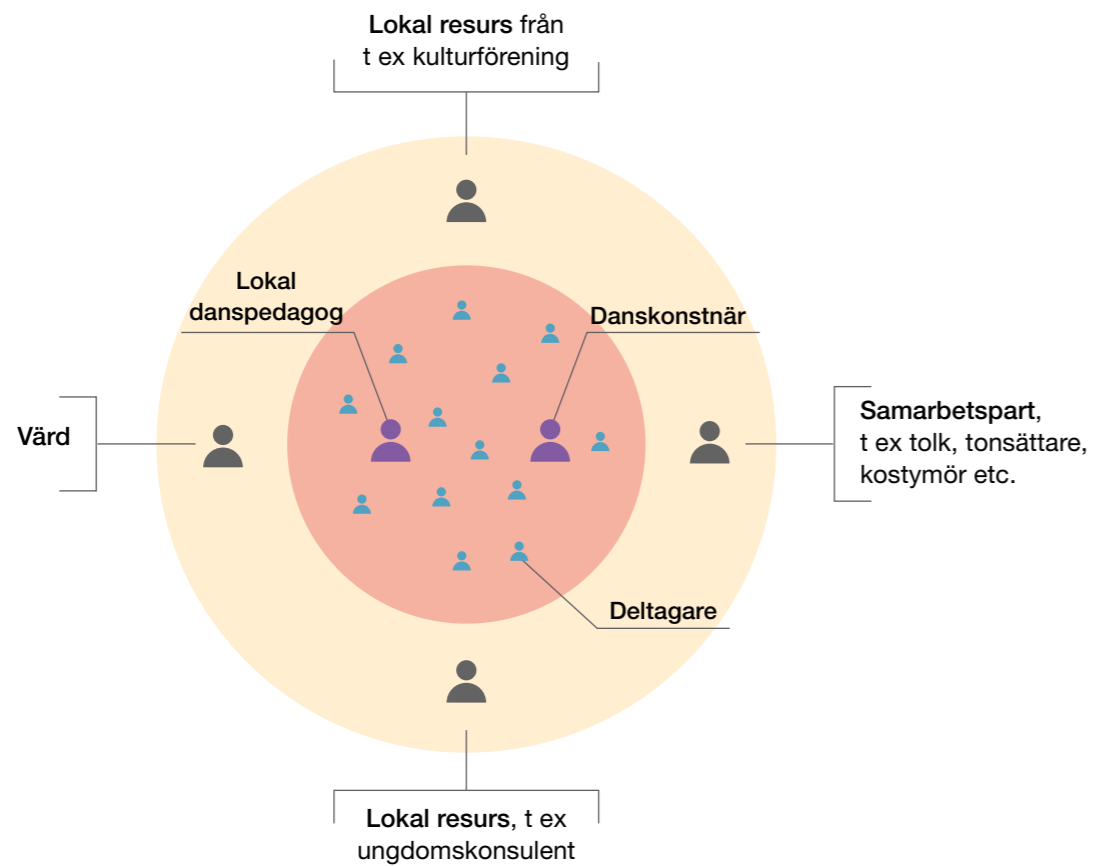 Lokal resurs från
t ex kulturförening
Lokal
danspedagog
Danskonstnär
Värd
Samarbetspart,
t ex tolk, tonsättare,
kostymör etc.
Deltagare
Lokal resurs, t ex
ungdomskonsulent